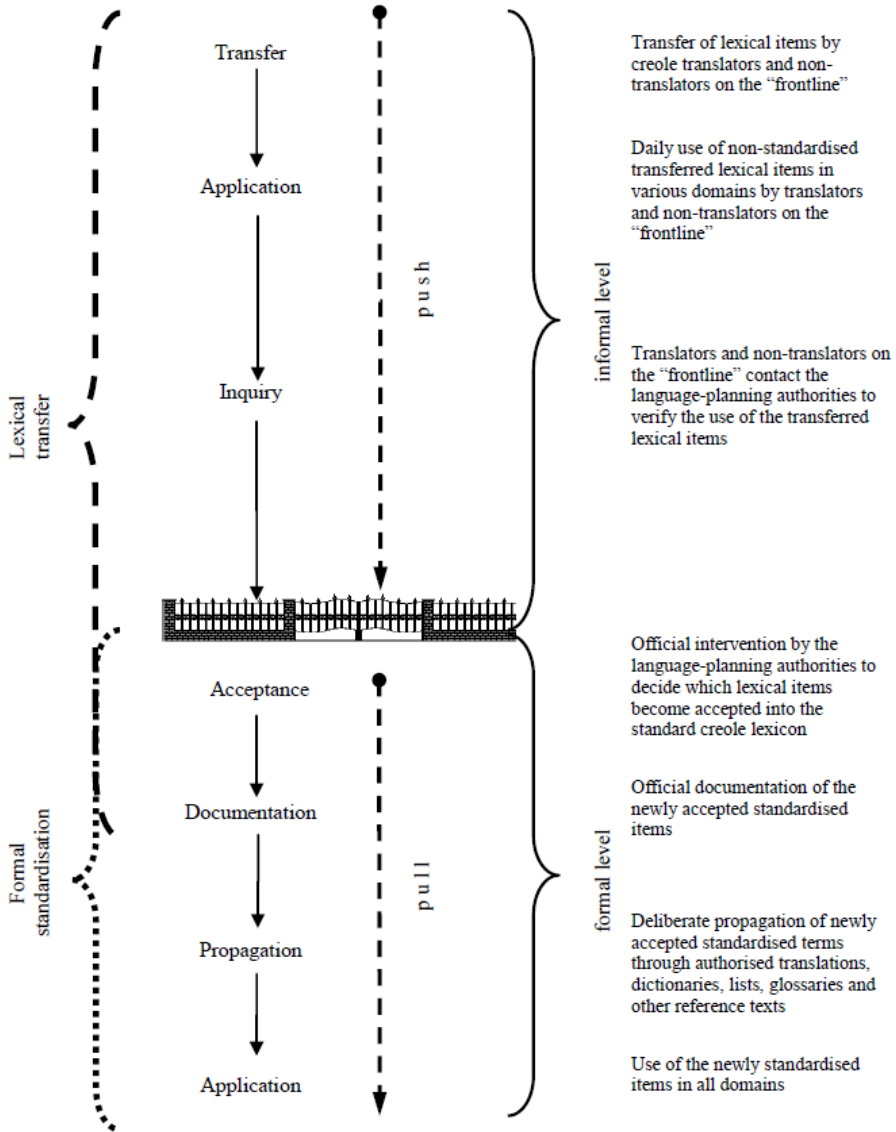 Transfer
Transfer of lexical items by
creole translators and non-
translators on the “frontline”
Application
Daily use of non-standardised
transferred lexical items in
various domains by translators
and non-translators on the
“frontline”
push
informal level
Inquiry
Translators and non-translators on
the “frontline” contact the
language-planning authorities to
verify the use of the transferred
lexical items
Lexical
transfer
Acceptance
Official intervention by the
language-planning authorities to
decide which lexical items
become accepted into the
standard creole lexicon
Documentation
Official documentation of the
newly accepted standardised
items
Formal
standardisation
pull
formal level
Propagation
Deliberate propagation of newly
accepted standardised terms
through authorised translations,
dictionaries, lists, glossaries and
other reference texts
Application
Use of the newly standardised
items in all domains